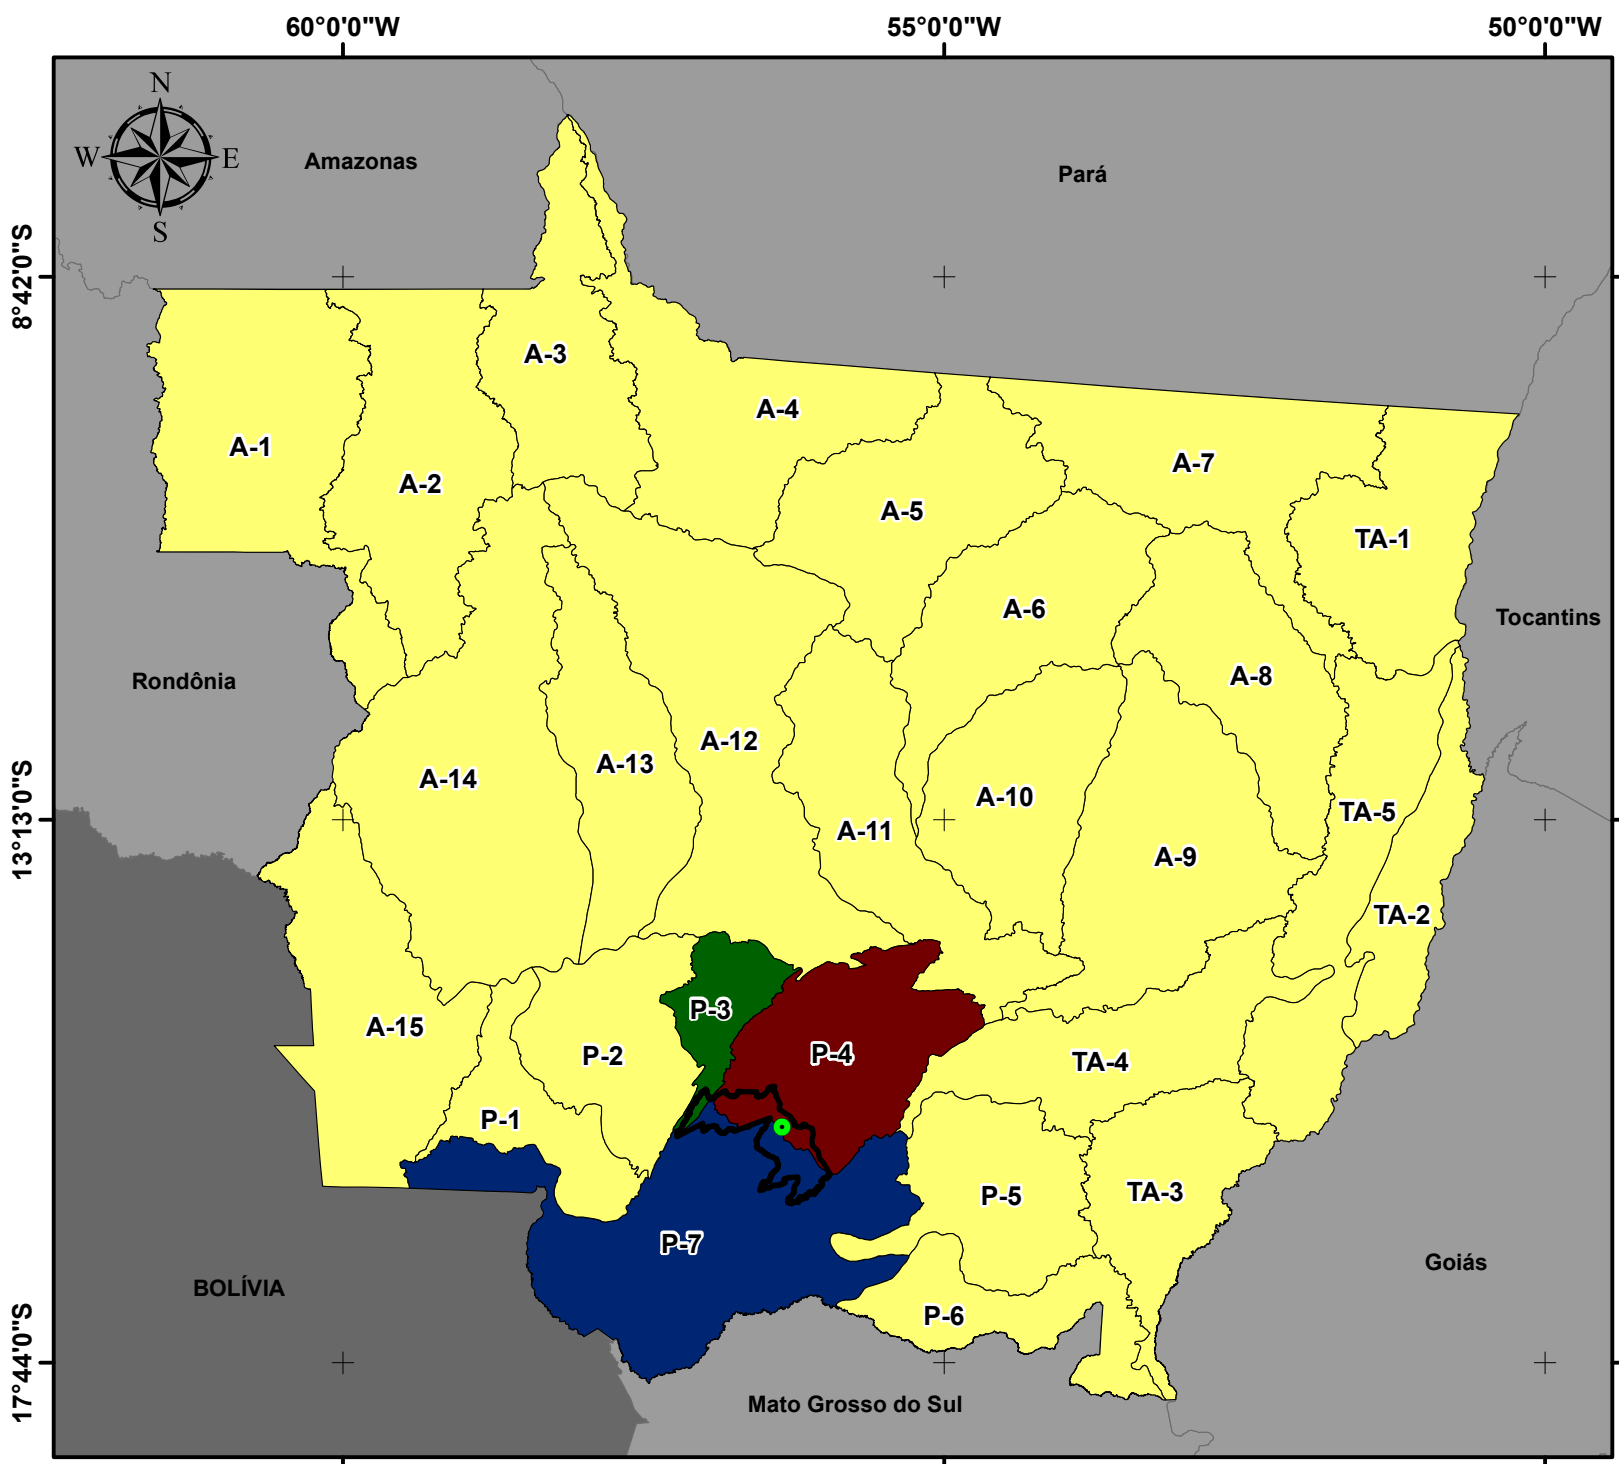 60°0'0"W
55°0'0"W
50°0'0"W
N
W
E
S
Amazonas
Pará
8°42'0"S
A-3
A-4
A-1
A-7
A-2
A-5
TA-1
A-6
Tocantins
Rondônia
A-8
A-12
A-13
A-14
A-10
13°13'0"S
TA-5
A-11
A-9
TA-2
P-3
A-15
P-2
P-4
TA-4
P-1
TA-3
P-5
P-7
Goiás
BOLÍVIA
P-6
17°44'0"S
Mato Grosso do Sul